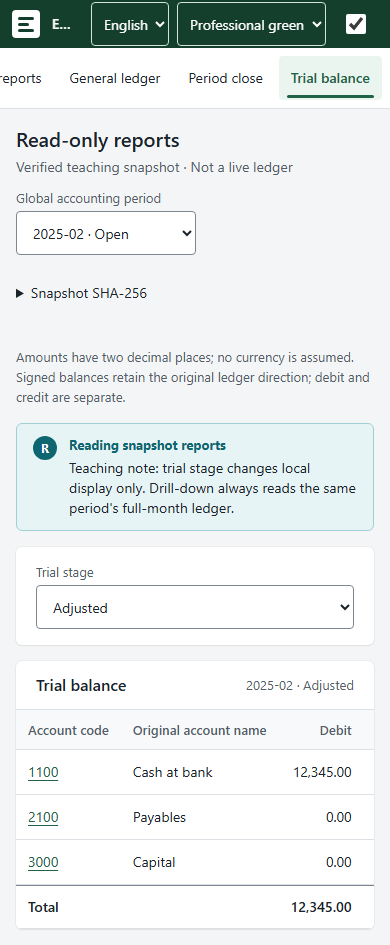 E...
English
Professional green
reports
General ledger
Period close
Trial balance
Read-only reports
Verified teaching snapshot · Not a live ledger
Global accounting period
2025-02 · Open
Snapshot SHA-256
Amounts have two decimal places; no currency is assumed.
Signed balances retain the original ledger direction; debit and
credit are separate.
R
Reading snapshot reports
Teaching note: trial stage changes local
display only. Drill-down always reads the same
period's full-month ledger.
Trial stage
Adjusted
Trial balance
2025-02 · Adjusted
Account code Original account name Debit
1100 Cash at bank 12,345.00
2100 Payables 0.00
3000 Capital 0.00
Total 12,345.00